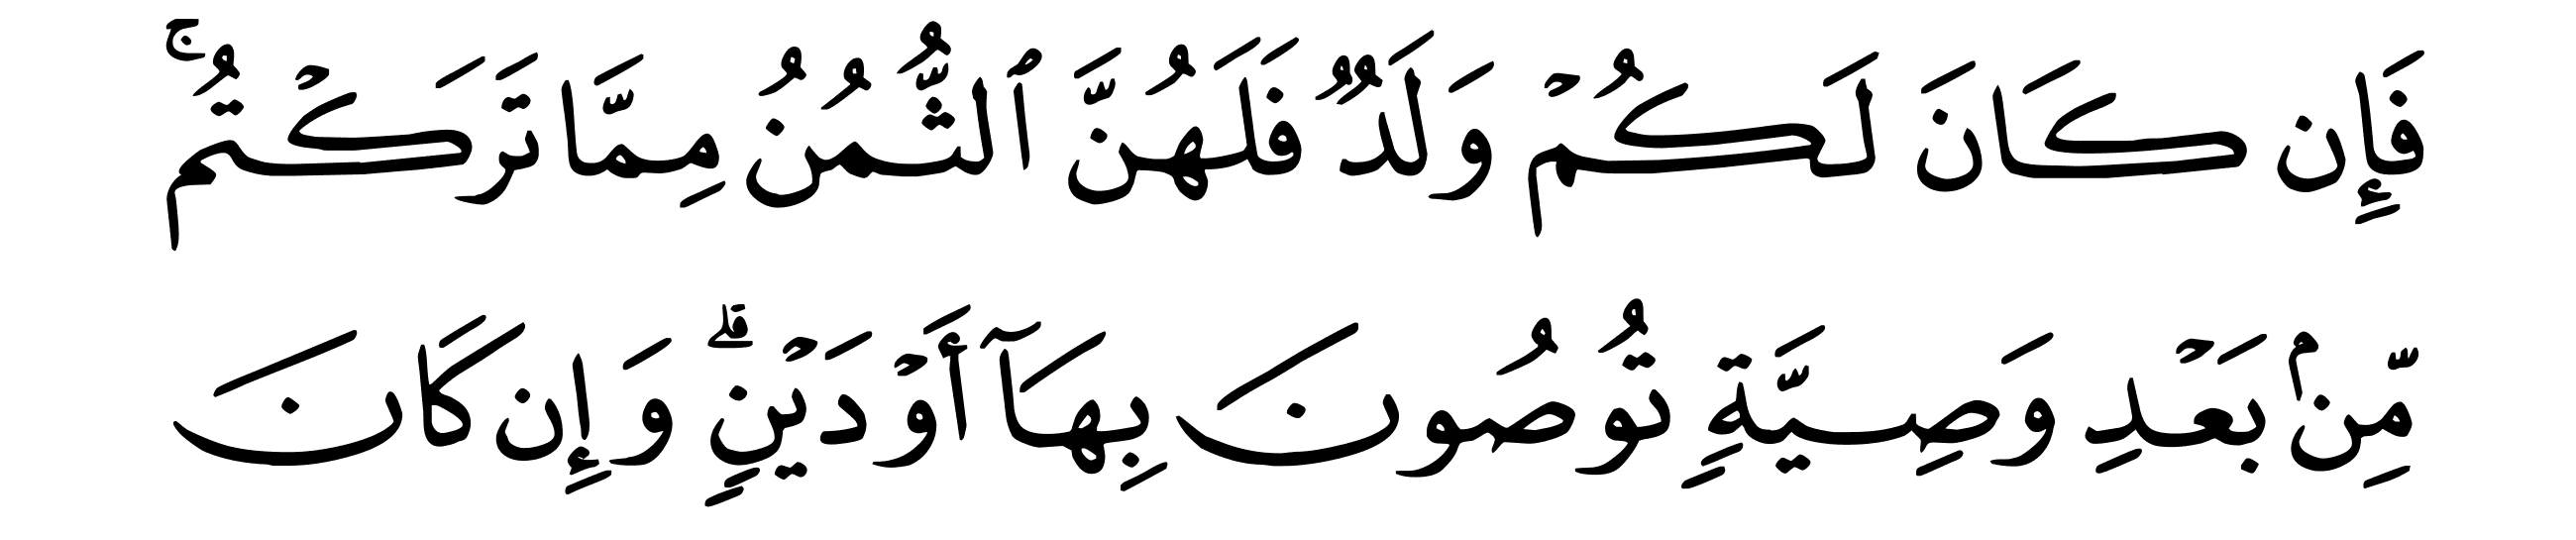 فَإِن كَانَ لَكُمْ وَلَدٌ فَلَهُنَّ ٱلثُّمُنُ مِمَّا تَرَكْتُمۚ
مِّنۢ بَعْدِ وَصِيَّةٍ تُوصُونَ بِهَآ أَوْ دَيْنٍۗ وَإِن كَانَ